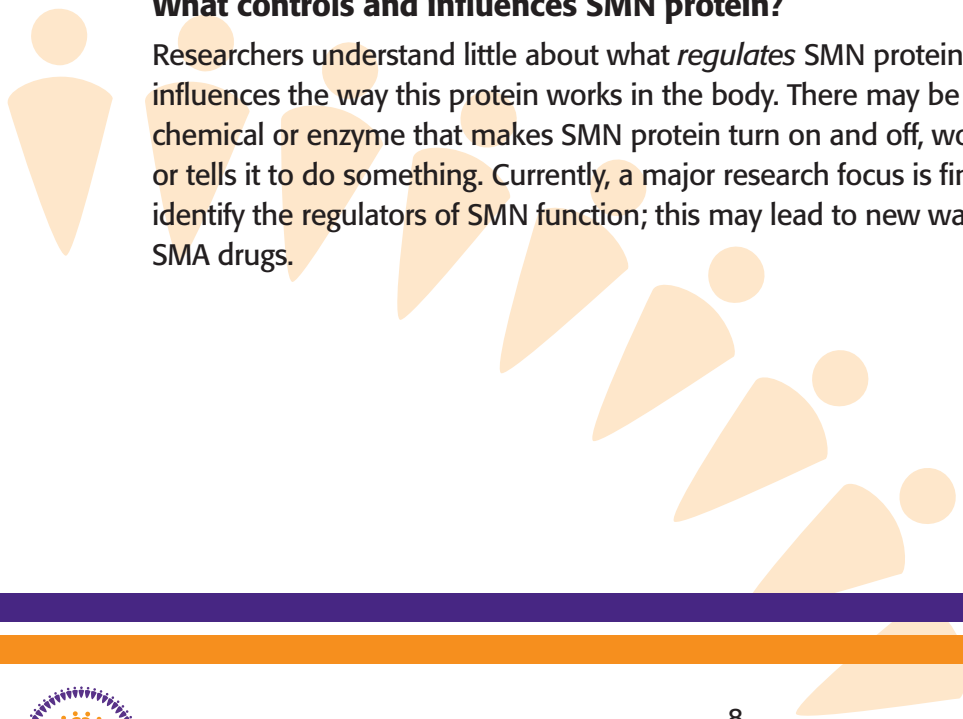 What controls and influences SMN protein?
Researchers understand little about what regulates SMN protein
influences the way this protein works in the body. There may be
chemical or enzyme that makes SMN protein turn on and off, wo
or tells it to do something. Currently, a major research focus is fin
identify the regulators of SMN function; this may lead to new wa
SMA drugs.
8